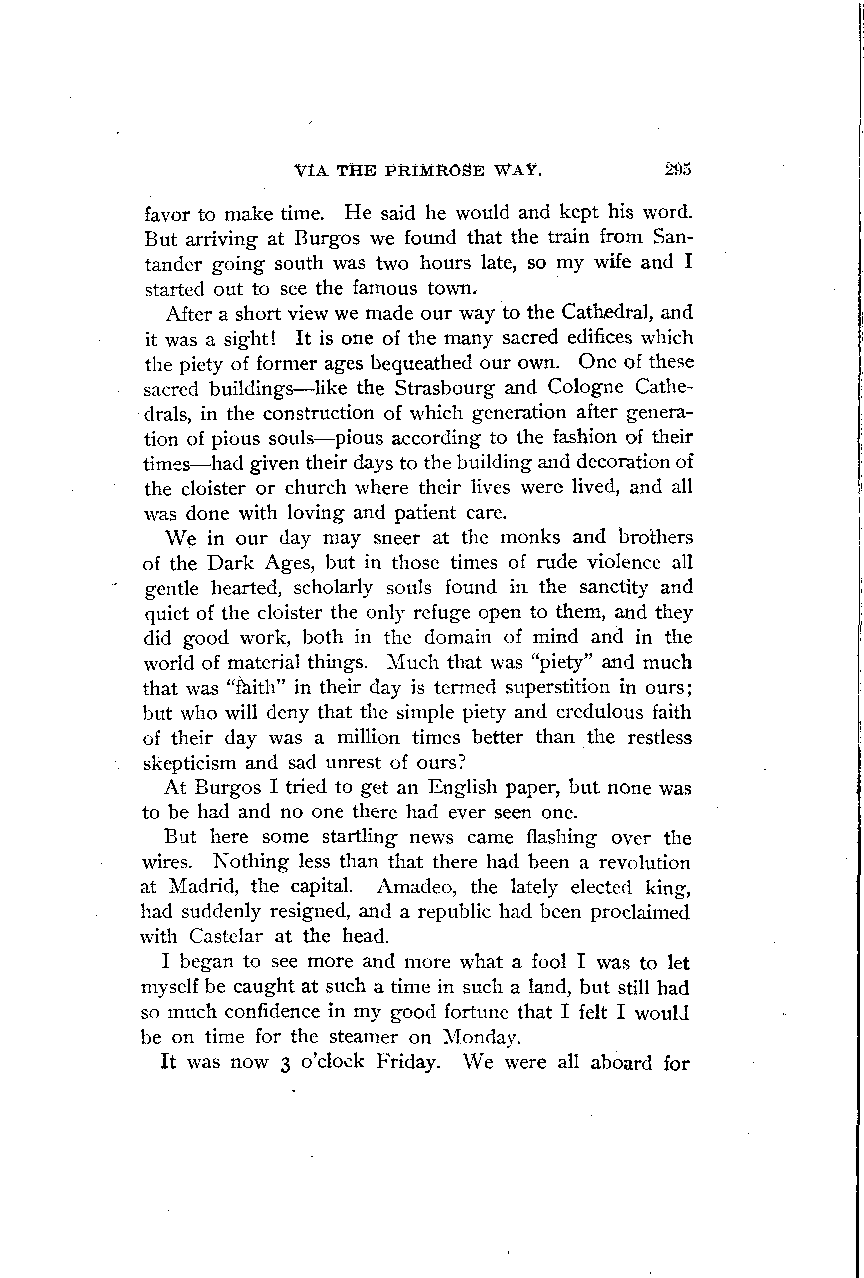 VIA THE PRIMROSE WAY. 295
favor to make time. He said he would and kept his word.
But arriving at Burgos we found that the train from San-
tander going south was two hours late, so my wife and I
started out to see the famous town.
After a short view we made our way to the Cathedral, and
it was a sight! It is one of the many sacred edifices which
the piety of former ages bequeathed our own. One of these
sacred buildings—like the Strasbourg and Cologne Cathe-
drals, in the construction of which generation after genera-
tion of pious souls—pious according to the fashion of their
times—had given their days to the building and decoration of
the cloister or church where their lives were lived, and all
was done with loving and patient care.
We in our day may sneer at the monks and brothers
of the Dark Ages, but in those times of rude violence all
gentle hearted, scholarly souls found in the sanctity and
quiet of the cloister the only refuge open to them, and they
did good work, both in the domain of mind and in the
world of material things. Much that was “piety” and much
that was “faith” in their day is termed superstition in ours;
but who will deny that the simple piety and credulous faith
of their day was a million times better than the restless
skepticism and sad unrest of ours?
At Burgos I tried to get an English paper, but none was
to be had and no one there had ever seen one.
But here some startling news came flashing over the
wires. Nothing less than that there had been a revolution
at Madrid, the capital. Amadeo, the lately elected king,
had suddenly resigned, and a republic had been proclaimed
with Castelar at the head.
I began to see more and more what a fool I was to let
myself be caught at such a time in such a land, but still had
so much confidence in my good fortune that I felt I would
be on time for the steamer on Monday.
It was now 3 o’clock Friday. We were all aboard for